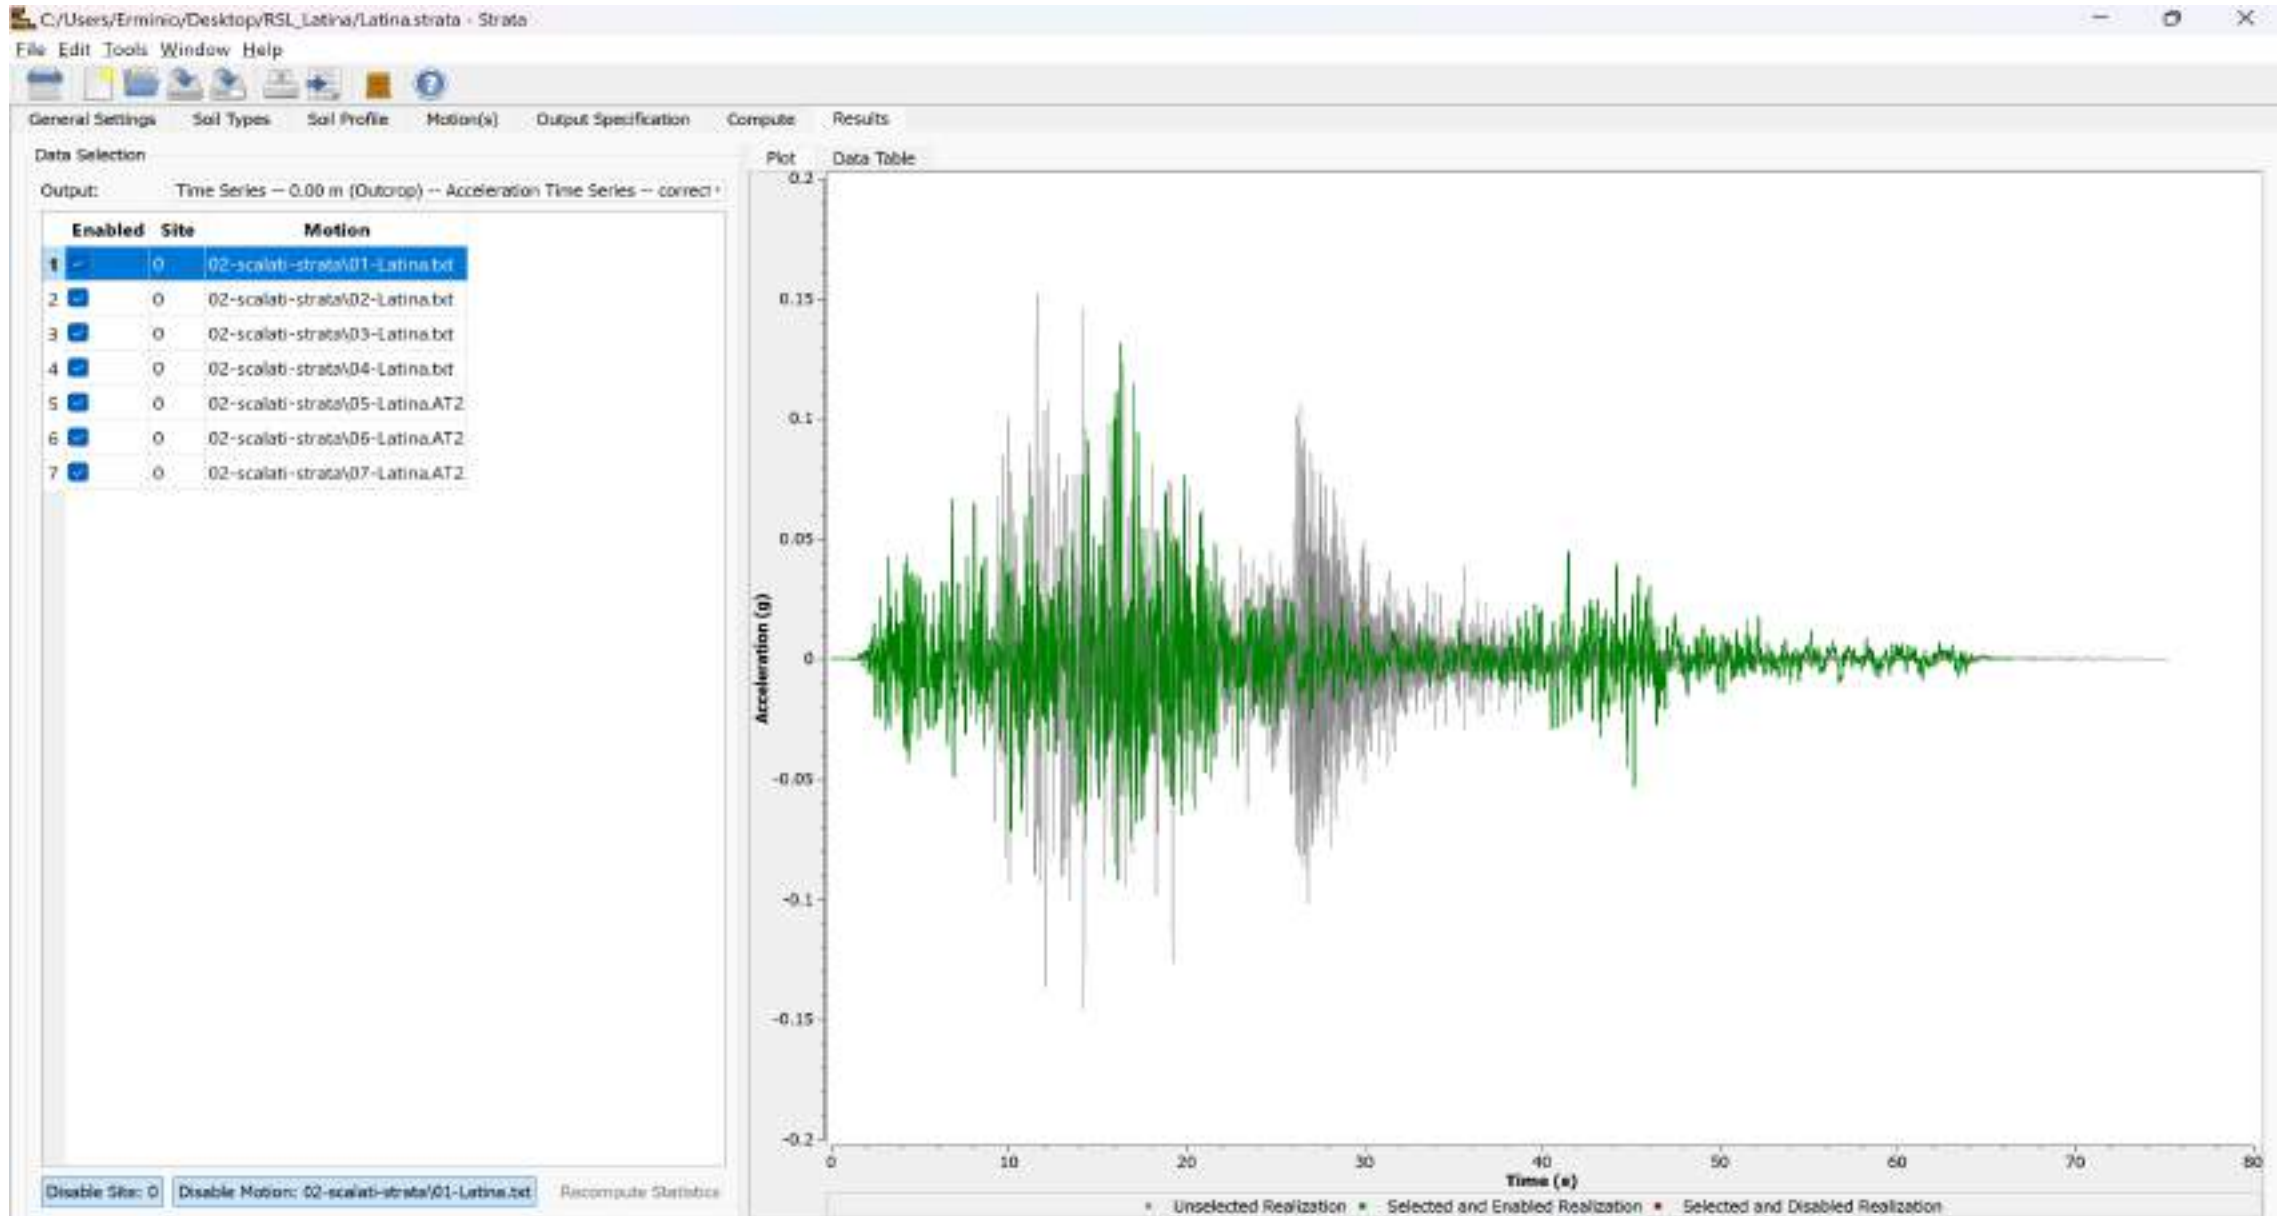 C:/Users/Erminio/Desktop/RSL_Latina/Latina.strata - Strata
File Edit Tools Window Help
General Settings Soil Types Soil Profile Motion(s) Output Specification Compute Results
Data Selection
Output: Time Series -- 0.00 m (Outcrop) -- Acceleration Time Series -- correct
Enabled Site Motion
1 0 02-scalati-strata\01-Latina.txt
2 0 02-scalati-strata\02-Latina.txt
3 0 02-scalati-strata\03-Latina.txt
4 0 02-scalati-strata\04-Latina.txt
5 0 02-scalati-strata\05-Latina.AT2
6 0 02-scalati-strata\06-Latina.AT2
7 0 02-scalati-strata\07-Latina.AT2
Disable Site: 0 Disable Motion: 02-scalati-strata\01-Latina.txt Recompute Statistics
Plot Data Table
0.2
0.15
0.1
0.05
0
-0.05
-0.1
-0.15
-0.2
Acceleration (g)
0 10 20 30 40 50 60 70 80
Time (s)
Unselected Realization Selected and Enabled Realization Selected and Disabled Realization